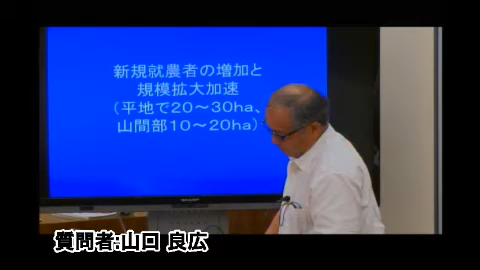 新規就農者の増加と
規模拡大加速
(平地で20～30ha、
山間部10～20ha)
SHARP
質問者:山口 良広